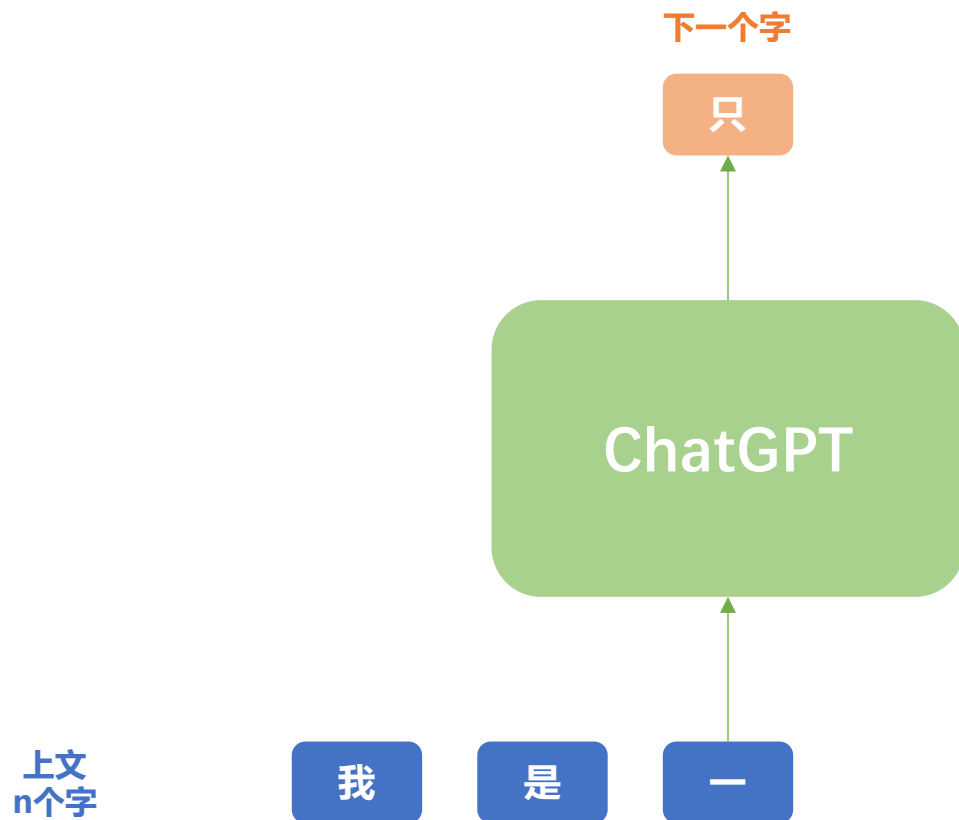 下一个字
只
ChatGPT
上文
n个字
我 是 一